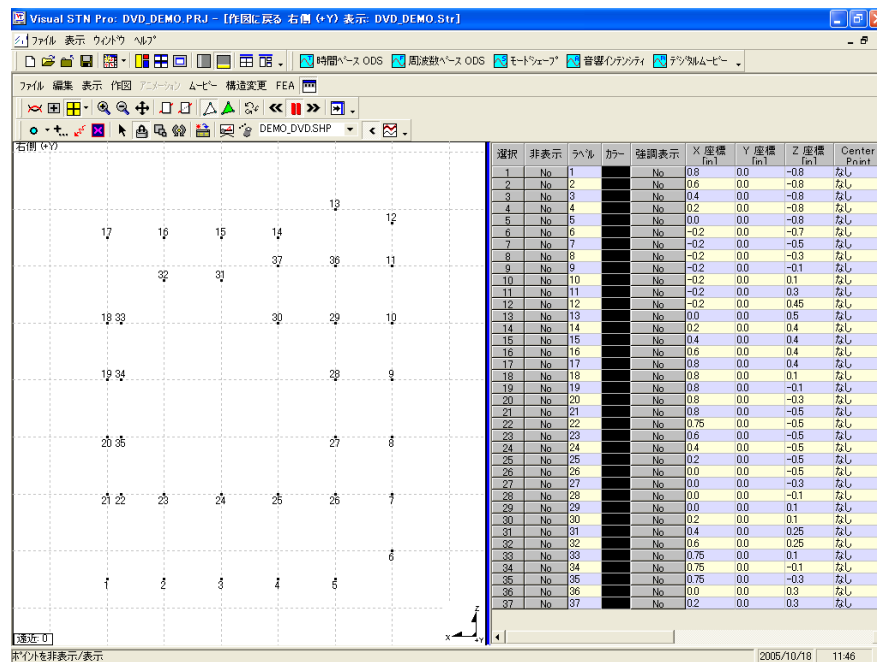 Visual STN Pro: DVD_DEMO.PRJ - [作図に戻る 右側 (+Y) 表示: DVD_DEMO.Str]
ファイル 表示 ウィンドウ ヘルプ
時間ベース ODS 周波数ベース ODS モードシェープ 音響インテンシティ デジタルムービー
ファイル 編集 表示 作図 アニメーション ムービー 構造変更 FEA
DEMO_DVD.SHP
右側 (+Y)
13
12
17 16 15 14
37 36 11
32 31
18 33 30 29 10
19 34 28 9
20 35 27 8
21 22 23 24 25 26 7
6
1 2 3 4 5
Z
X +Y
遠近: 0
選択 非表示 ラベル カラー 強調表示 X 座標 [in] Y 座標 [in] Z 座標 [in] Center Point
1 No 1 No 0.8 0.0 -0.8 なし
2 No 2 No 0.6 0.0 -0.8 なし
3 No 3 No 0.4 0.0 -0.8 なし
4 No 4 No 0.2 0.0 -0.8 なし
5 No 5 No 0.0 0.0 -0.8 なし
6 No 6 No -0.2 0.0 -0.7 なし
7 No 7 No -0.2 0.0 -0.5 なし
8 No 8 No -0.2 0.0 -0.3 なし
9 No 9 No -0.2 0.0 -0.1 なし
10 No 10 No -0.2 0.0 0.1 なし
11 No 11 No -0.2 0.0 0.3 なし
12 No 12 No -0.2 0.0 0.45 なし
13 No 13 No 0.0 0.0 0.5 なし
14 No 14 No 0.2 0.0 0.4 なし
15 No 15 No 0.4 0.0 0.4 なし
16 No 16 No 0.6 0.0 0.4 なし
17 No 17 No 0.8 0.0 0.4 なし
18 No 18 No 0.8 0.0 0.1 なし
19 No 19 No 0.8 0.0 -0.1 なし
20 No 20 No 0.8 0.0 -0.3 なし
21 No 21 No 0.8 0.0 -0.5 なし
22 No 22 No 0.75 0.0 -0.5 なし
23 No 23 No 0.6 0.0 -0.5 なし
24 No 24 No 0.4 0.0 -0.5 なし
25 No 25 No 0.2 0.0 -0.5 なし
26 No 26 No 0.0 0.0 -0.5 なし
27 No 27 No 0.0 0.0 -0.3 なし
28 No 28 No 0.0 0.0 -0.1 なし
29 No 29 No 0.0 0.0 0.1 なし
30 No 30 No 0.2 0.0 0.1 なし
31 No 31 No 0.4 0.0 0.25 なし
32 No 32 No 0.6 0.0 0.25 なし
33 No 33 No 0.75 0.0 0.1 なし
34 No 34 No 0.75 0.0 -0.1 なし
35 No 35 No 0.75 0.0 -0.3 なし
36 No 36 No 0.0 0.0 0.3 なし
37 No 37 No 0.2 0.0 0.3 なし
ポイントを非表示/表示 2005/10/18 11:46